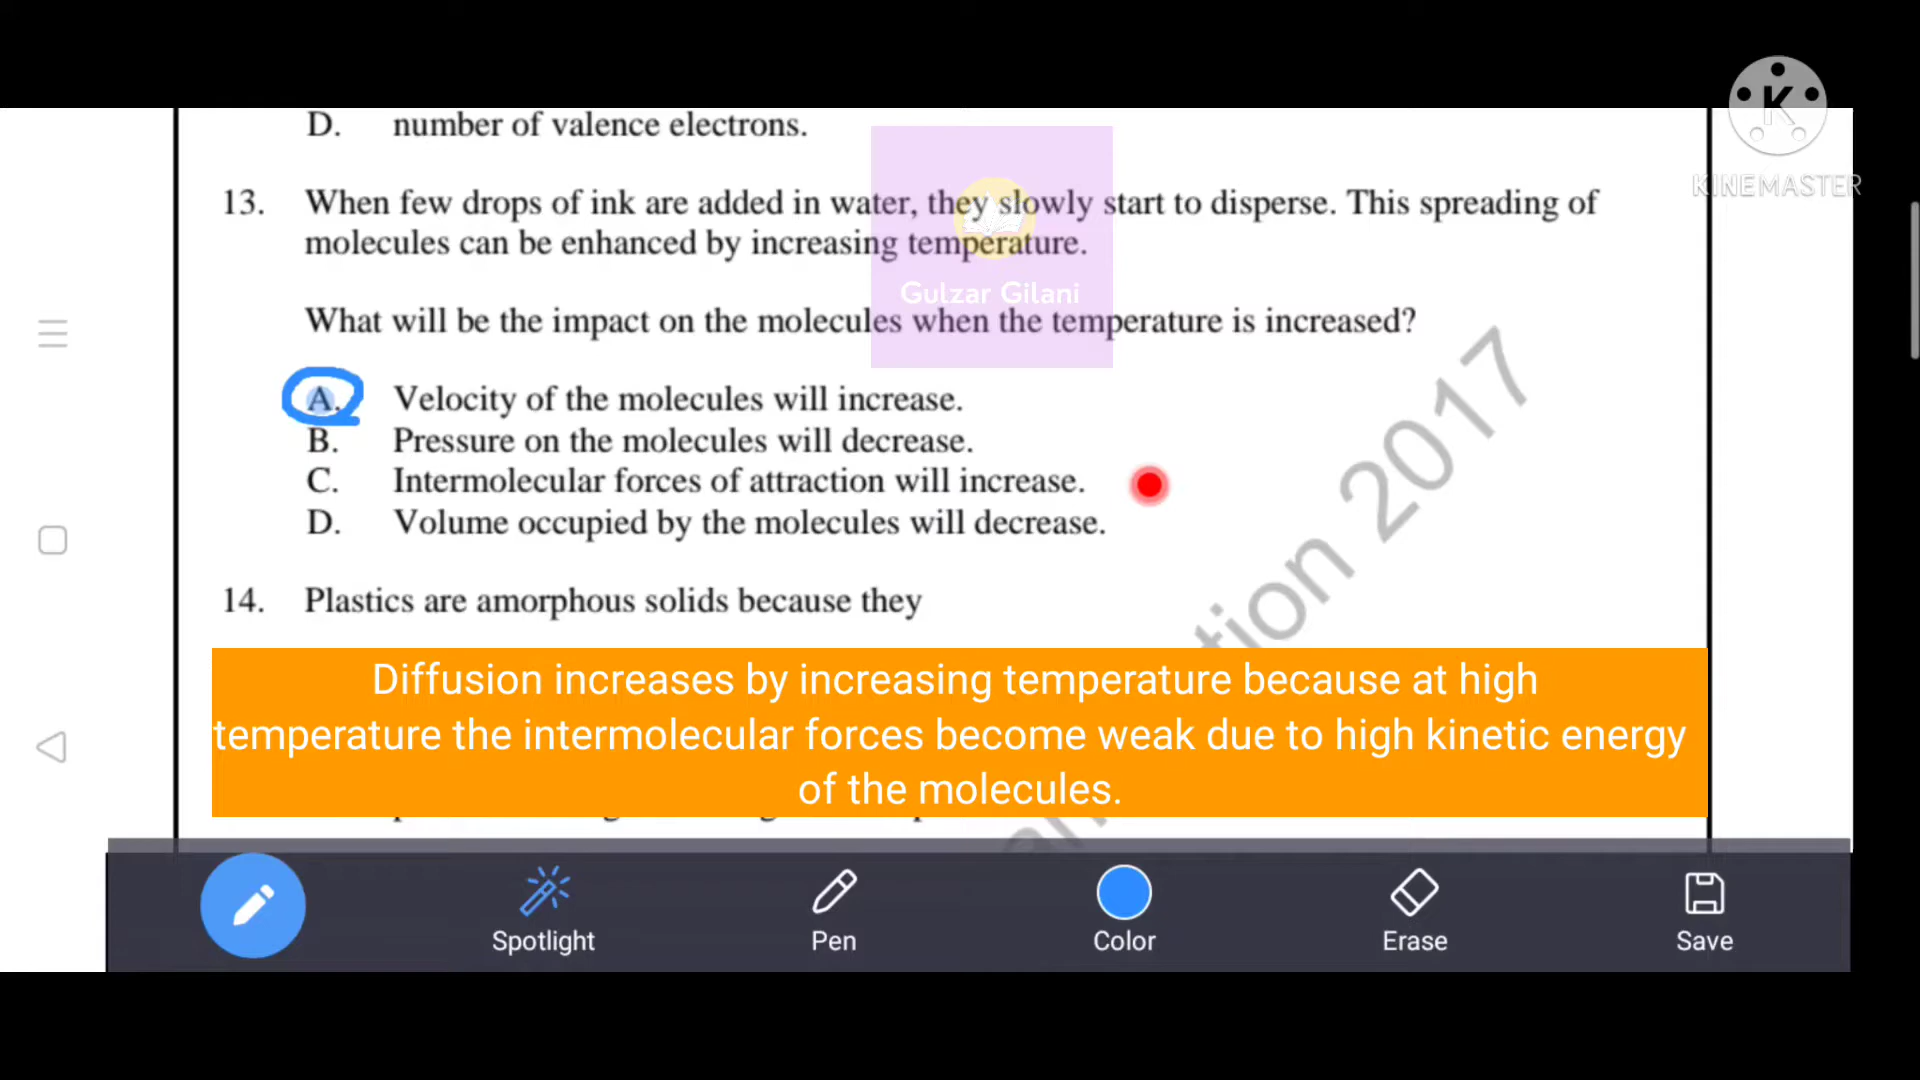 D. number of valence electrons.
KINEMASTER
13. When few drops of ink are added in water, they slowly start to disperse. This spreading of
molecules can be enhanced by increasing temperature.
Gulzar Gilani
What will be the impact on the molecules when the temperature is increased?
A. Velocity of the molecules will increase.
B. Pressure on the molecules will decrease.
C. Intermolecular forces of attraction will increase.
D. Volume occupied by the molecules will decrease.
2017
14. Plastics are amorphous solids because they
Diffusion increases by increasing temperature because at high
temperature the intermolecular forces become weak due to high kinetic energy
of the molecules.
Spotlight
Pen
Color
Erase
Save